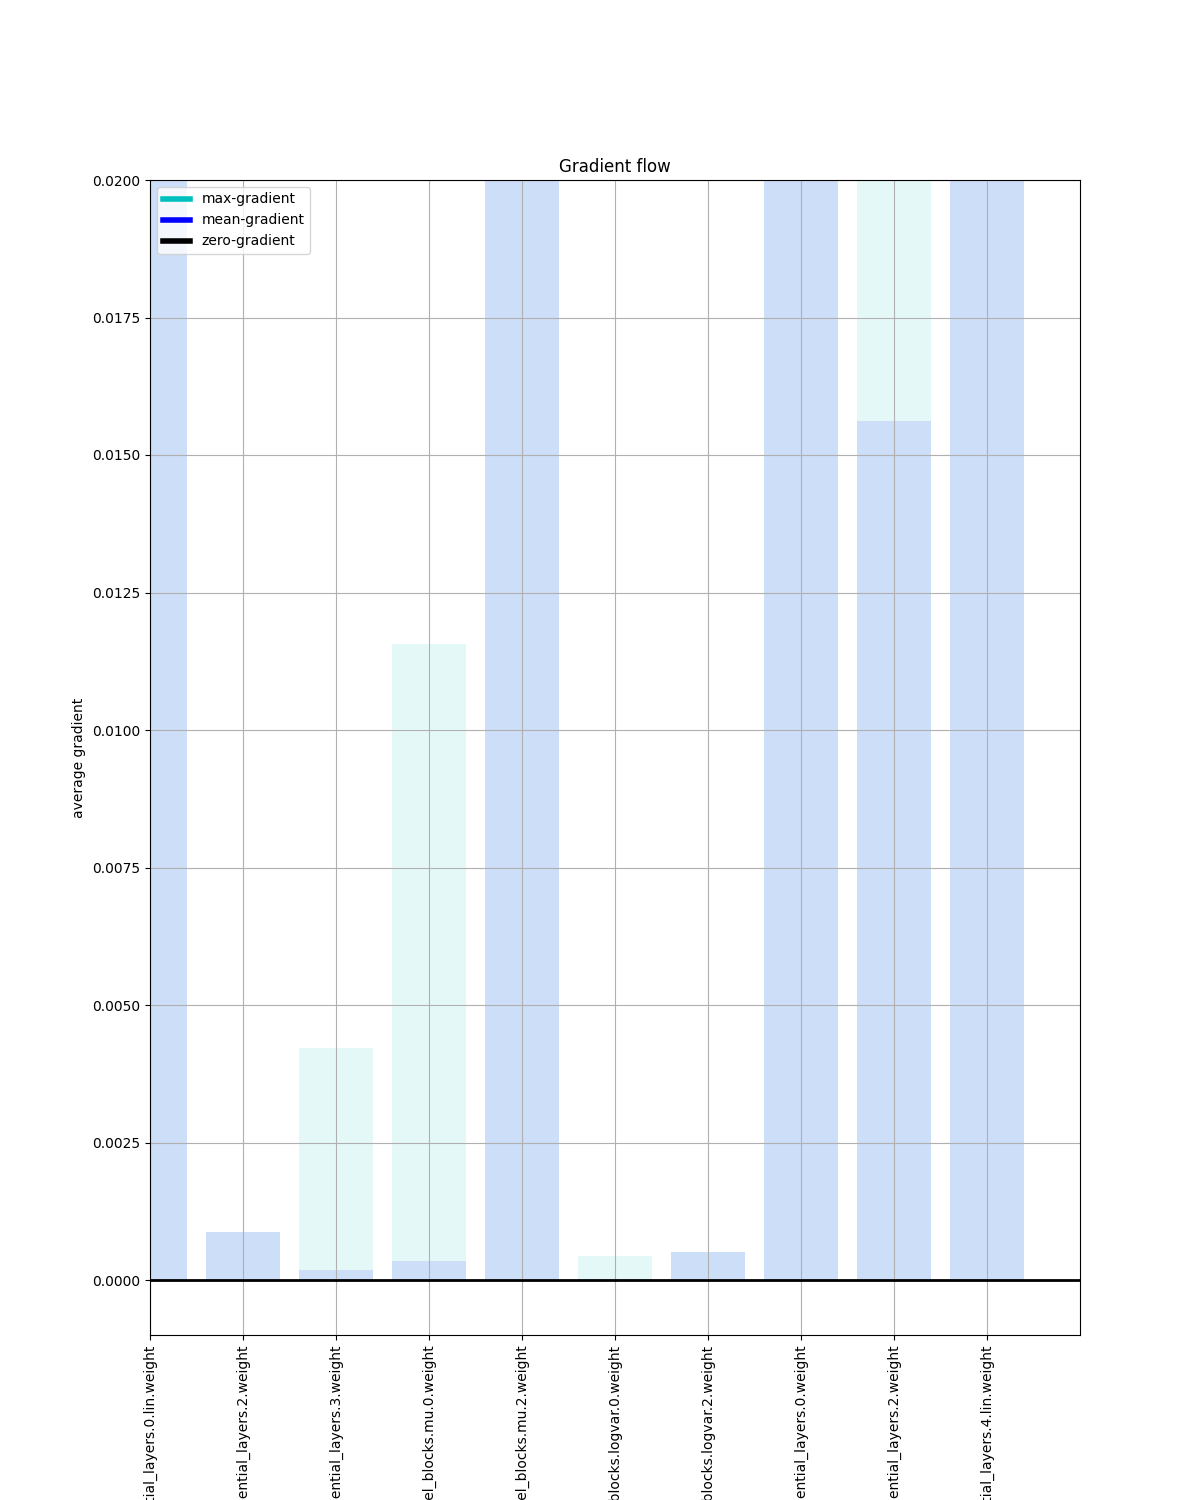 Gradient flow
max-gradient
mean-gradient
zero-gradient
average gradient
0.0200
0.0175
0.0150
0.0125
0.0100
0.0075
0.0050
0.0025
0.0000
tial_layers.0.lin.weight
ential_layers.2.weight
ential_layers.3.weight
el_blocks.mu.0.weight
el_blocks.mu.2.weight
blocks.logvar.0.weight
blocks.logvar.2.weight
ential_layers.0.weight
ential_layers.2.weight
tial_layers.4.lin.weight